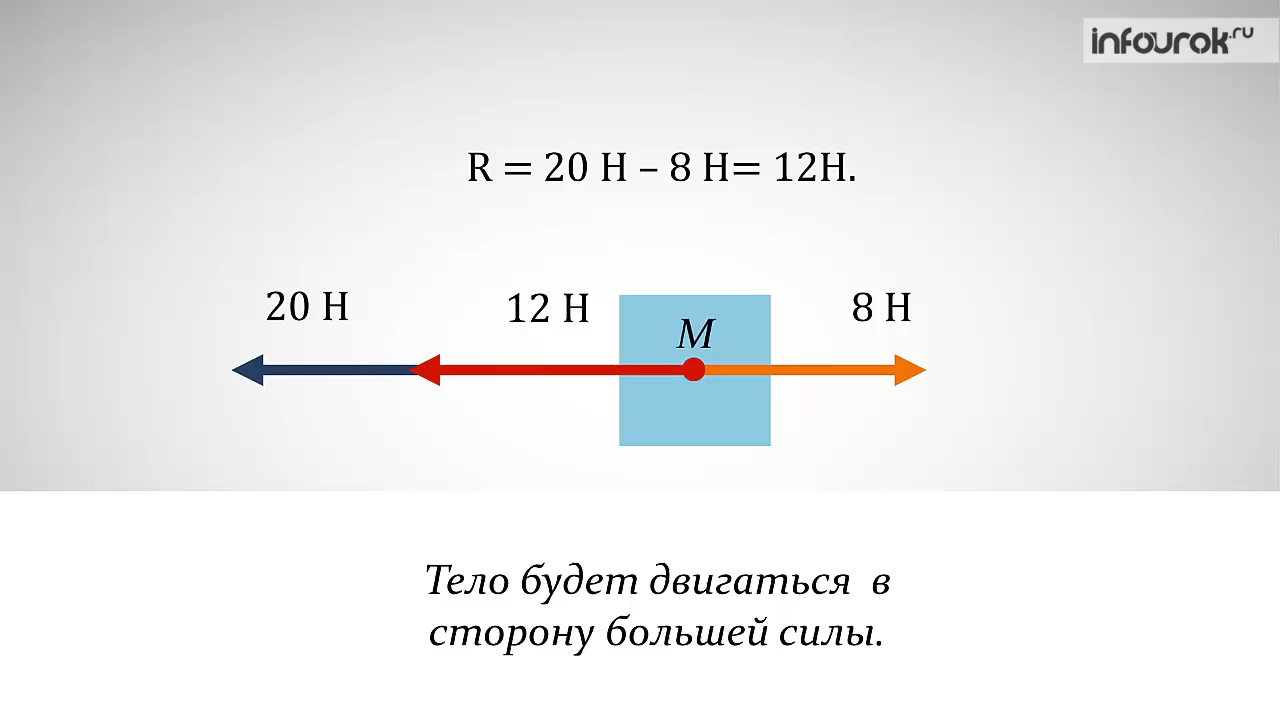 infourok.ru
R = 20 Н – 8 Н= 12Н.
20 Н
12 Н
M
8 Н
Тело будет двигаться в
сторону большей силы.